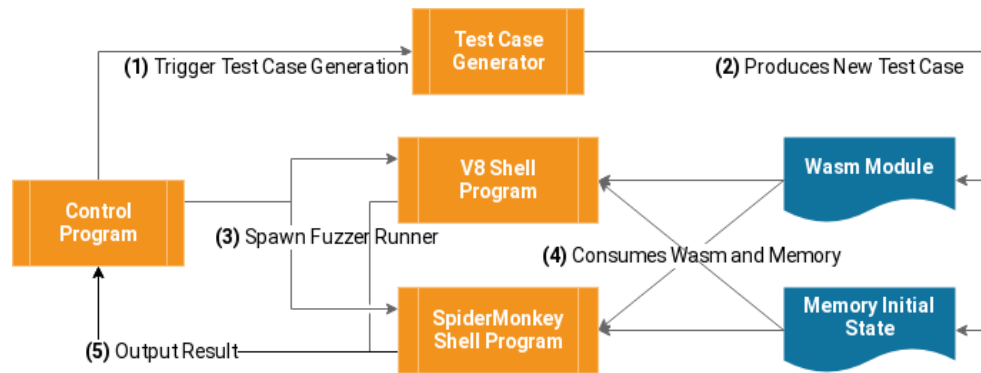 Test Case
Generator
(1) Trigger Test Case Generation
(2) Produces New Test Case
V8 Shell
Program
Wasm Module
Control
Program
(3) Spawn Fuzzer Runner
(4) Consumes Wasm and Memory
SpiderMonkey
Shell Program
Memory Initial
State
(5) Output Result